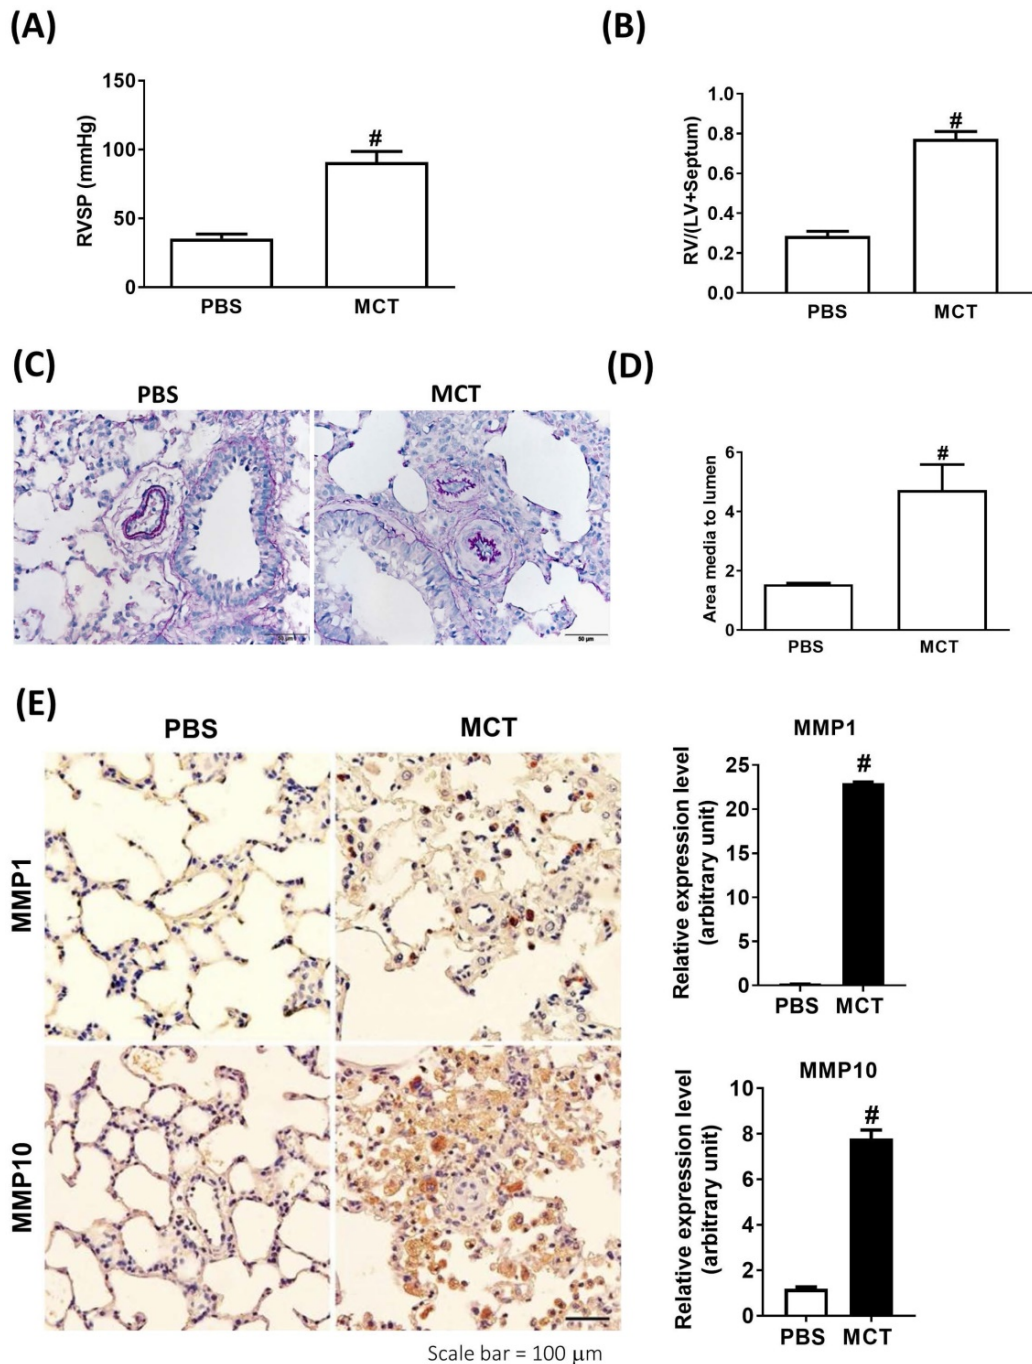 (A)
RVSP (mmHg)
150
100
50
0
#
PBS
MCT
(B)
RV/(LV+Septum)
1.0
0.8
0.6
0.4
0.2
0.0
#
PBS
MCT
(C)
PBS
MCT
50 µm
(D)
Area media to lumen
6
4
2
0
#
PBS
MCT
(E)
PBS
MCT
MMP1
MMP10
Scale bar = 100 µm
MMP1
Relative expression level
(arbitrary unit)
25
20
15
10
5
0
#
PBS
MCT
MMP10
Relative expression level
(arbitrary unit)
10
8
6
4
2
0
#
PBS
MCT